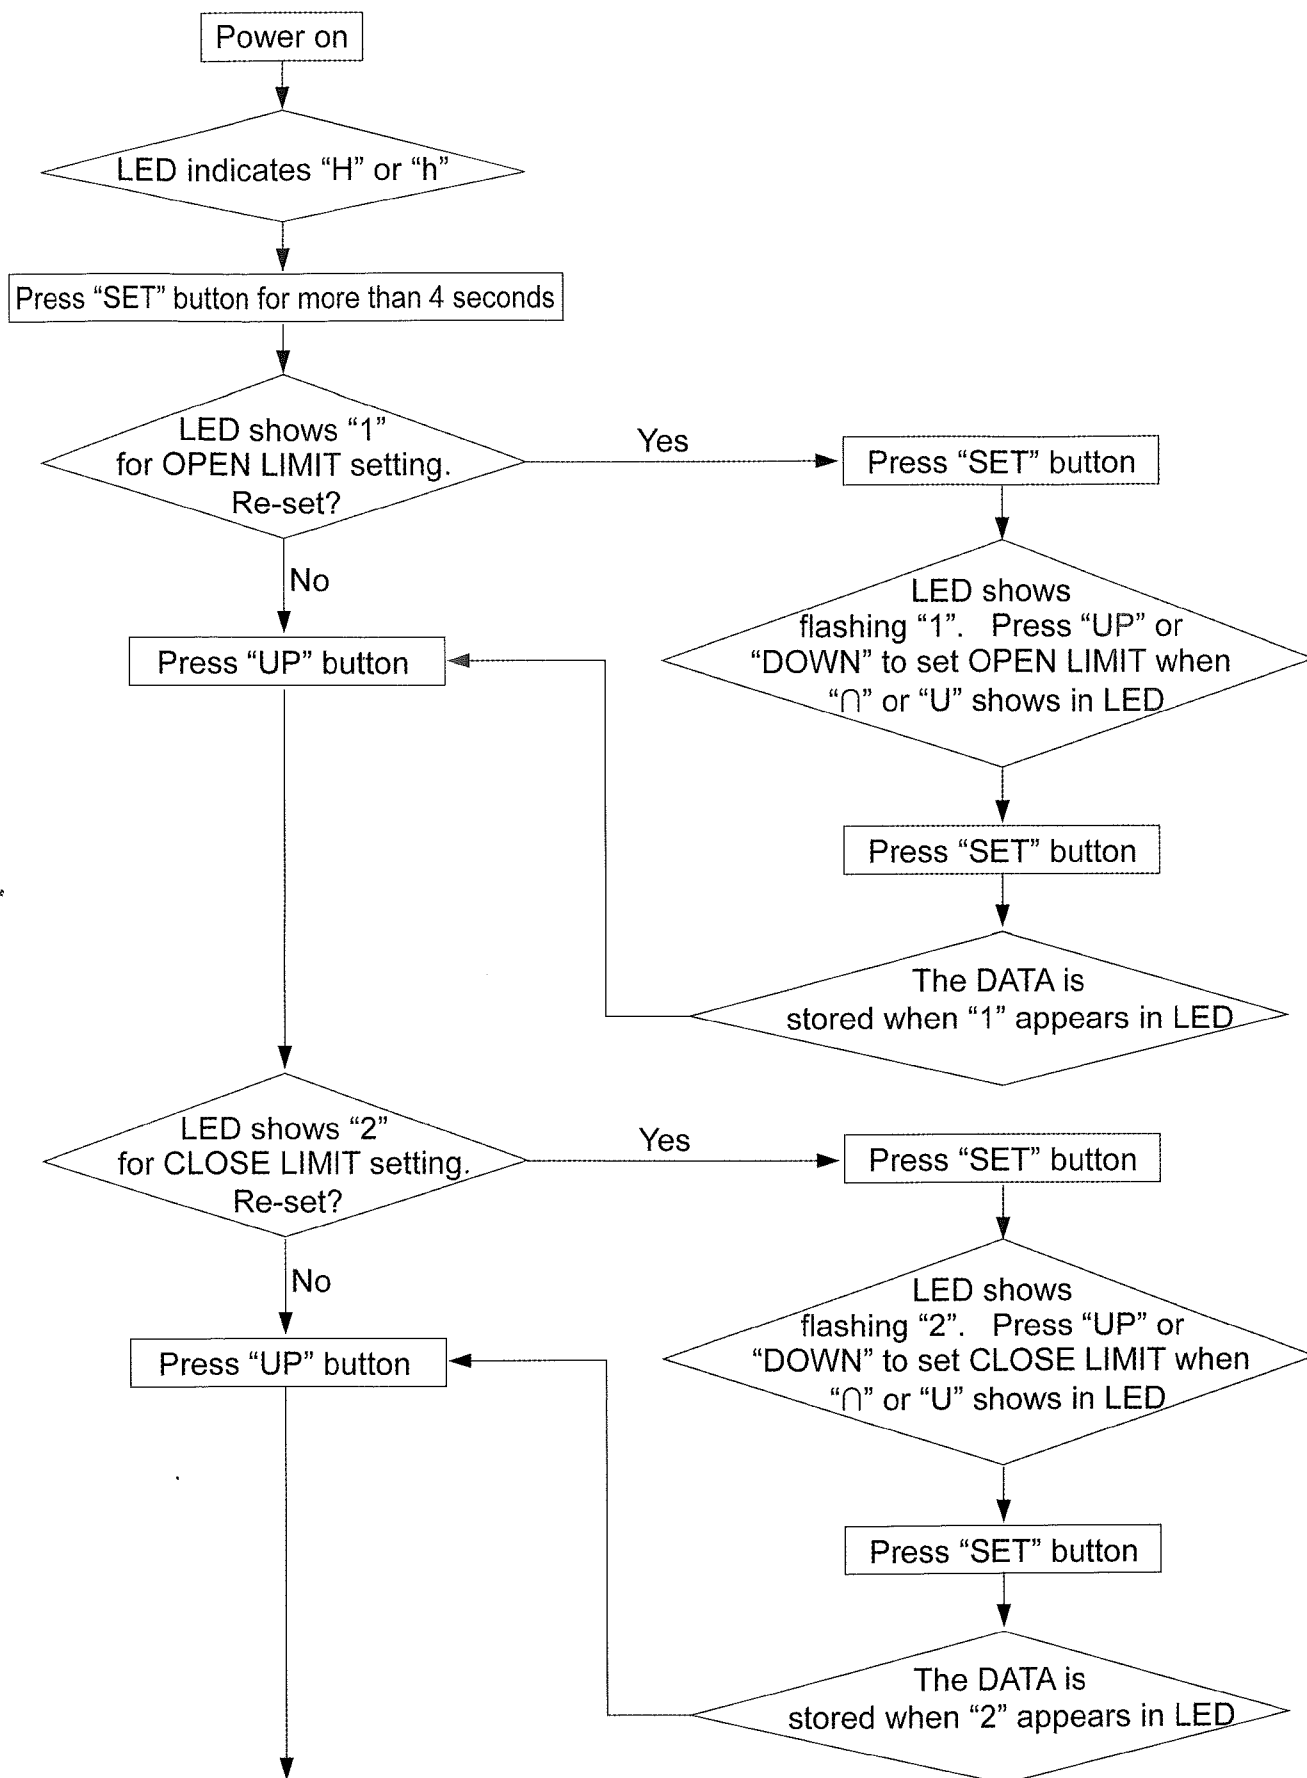 Power on
LED indicates “H” or “h”
Press “SET” button for more than 4 seconds
LED shows “1”
for OPEN LIMIT setting.
Re-set?
Yes
Press “SET” button
No
LED shows
flashing “1”.   Press “UP” or
“DOWN” to set OPEN LIMIT when
“∩” or “U” shows in LED
Press “UP” button
Press “SET” button
The DATA is
stored when “1” appears in LED
LED shows “2”
for CLOSE LIMIT setting.
Re-set?
Yes
Press “SET” button
No
LED shows
flashing “2”.   Press “UP” or
“DOWN” to set CLOSE LIMIT when
“∩” or “U” shows in LED
Press “UP” button
Press “SET” button
The DATA is
stored when “2” appears in LED